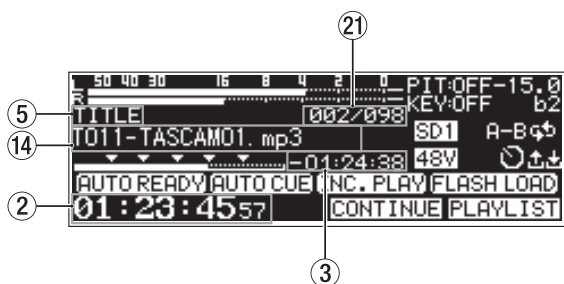 21
L 50 40 30 16 8 4 2 0 PIT:OFF-15.0
R KEY:OFF b2
5 TITLE 002/098
SD1 A-B
14 T011-TASCAM01.mp3
-01:24:38 48V
AUTO READY AUTO CUE INC.PLAY FLASH LOAD
2 01:23:4557 CONTINUE PLAYLIST
3